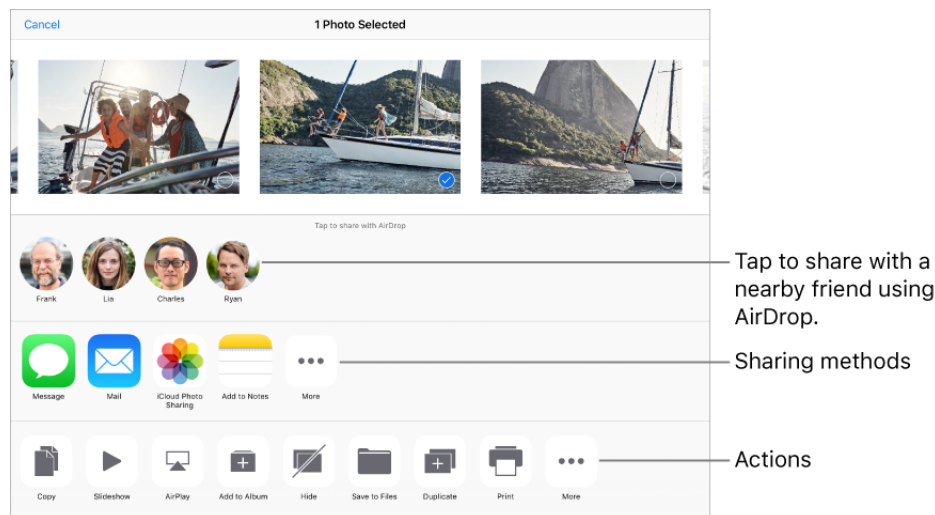 Cancel
1 Photo Selected
Tap to share with AirDrop
Frank
Lia
Charles
Ryan
Tap to share with a
nearby friend using
AirDrop.
Message
Mail
iCloud Photo
Sharing
Add to Notes
More
Sharing methods
Copy
Slideshow
AirPlay
Add to Album
Hide
Save to Files
Duplicate
Print
More
Actions